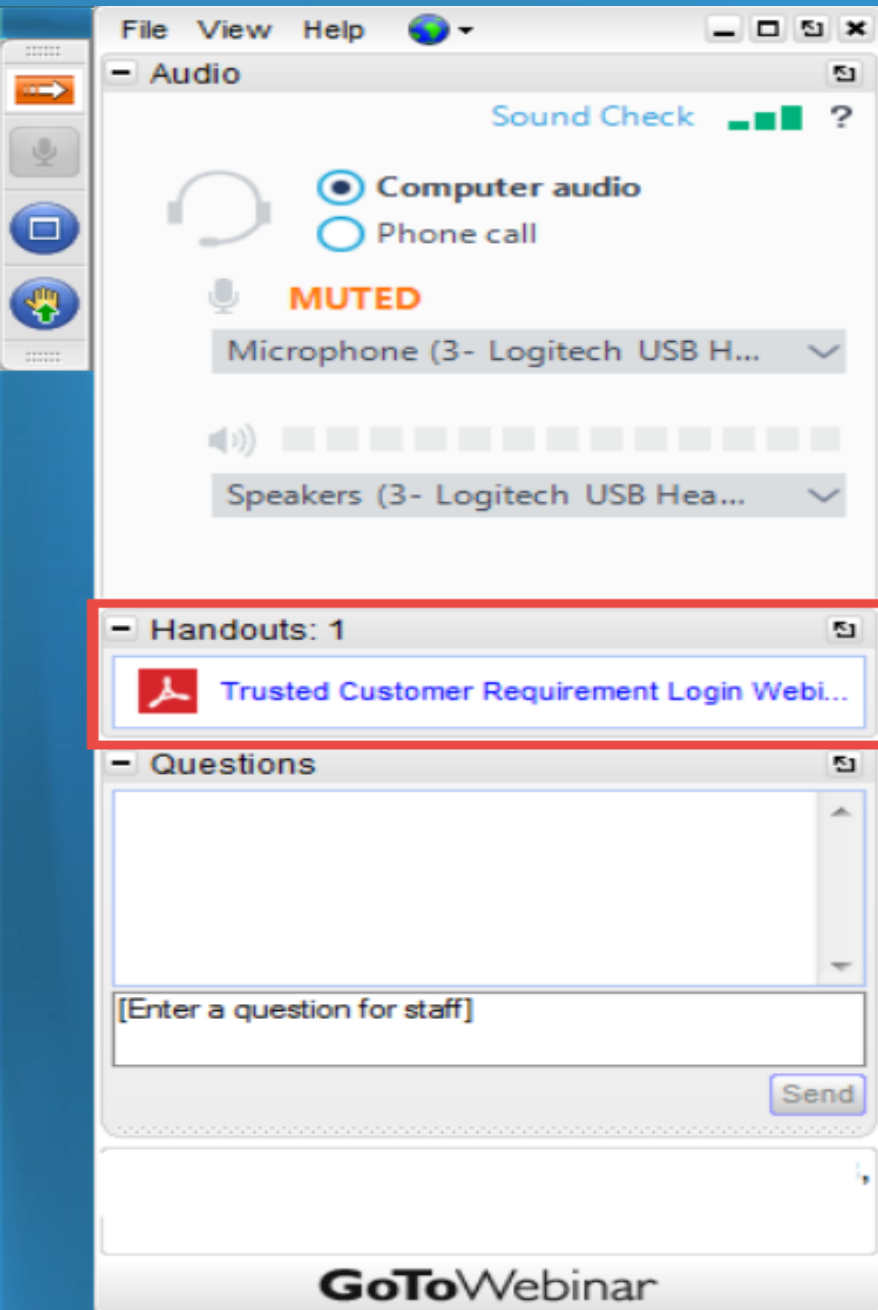 File View Help
Audio
Sound Check ?
Computer audio
Phone call
MUTED
Microphone (3- Logitech USB H...
Speakers (3- Logitech USB Hea...
Handouts: 1
Trusted Customer Requirement Login Webi...
Questions
[Enter a question for staff]
Send
GoToWebinar